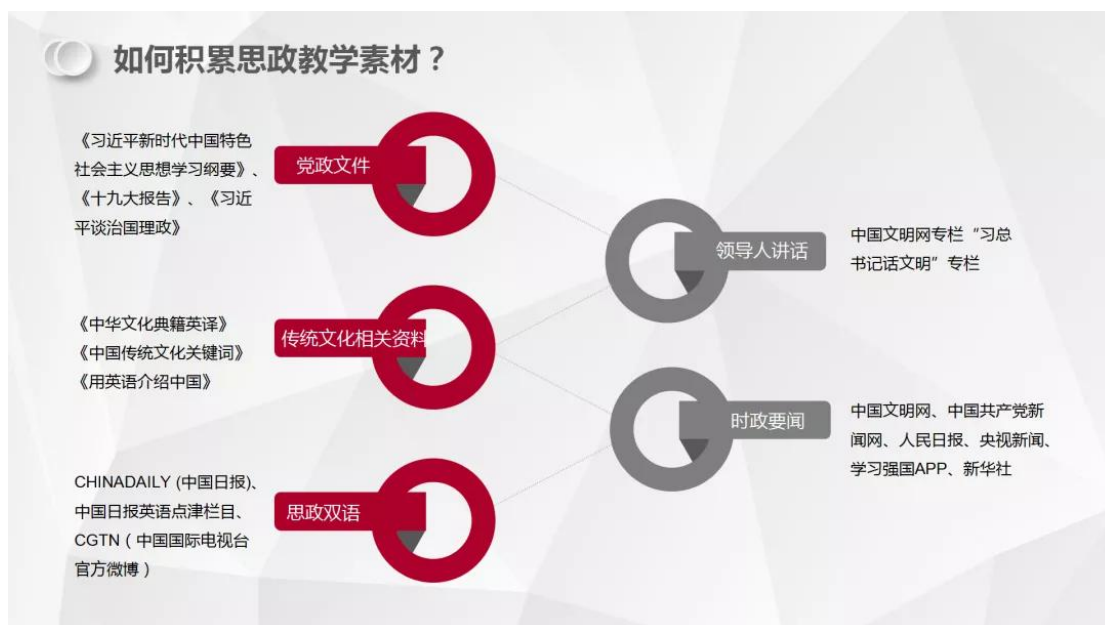 如何积累思政教学素材？
《习近平新时代中国特色
社会主义思想学习纲要》、
《十九大报告》、《习近
平谈治国理政》
党政文件
领导人讲话
中国文明网专栏“习总
书记话文明”专栏
《中华文化典籍英译》
《中国传统文化关键词》
《用英语介绍中国》
传统文化相关资料
时政要闻
中国文明网、中国共产党新
闻网、人民日报、央视新闻、
学习强国APP、新华社
CHINADAILY (中国日报)、
中国日报英语点津栏目、
CGTN（中国国际电视台
官方微博）
思政双语